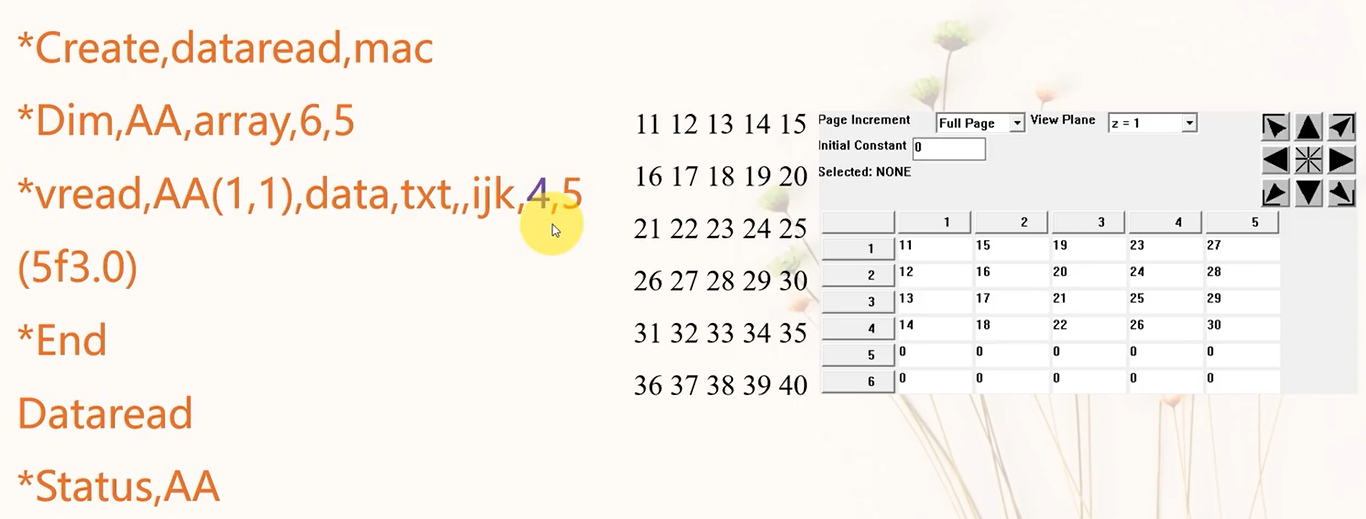 *Create,dataread,mac
*Dim,AA,array,6,5
*vread,AA(1,1),data,txt,,ijk,4,5
(5f3.0)
*End
Dataread
*Status,AA
11 12 13 14 15
16 17 18 19 20
21 22 23 24 25
26 27 28 29 30
31 32 33 34 35
36 37 38 39 40
Page Increment Full Page View Plane z = 1
Initial Constant 0
Selected: NONE
1 2 3 4 5
1 11 15 19 23 27
2 12 16 20 24 28
3 13 17 21 25 29
4 14 18 22 26 30
5 0 0 0 0 0
6 0 0 0 0 0